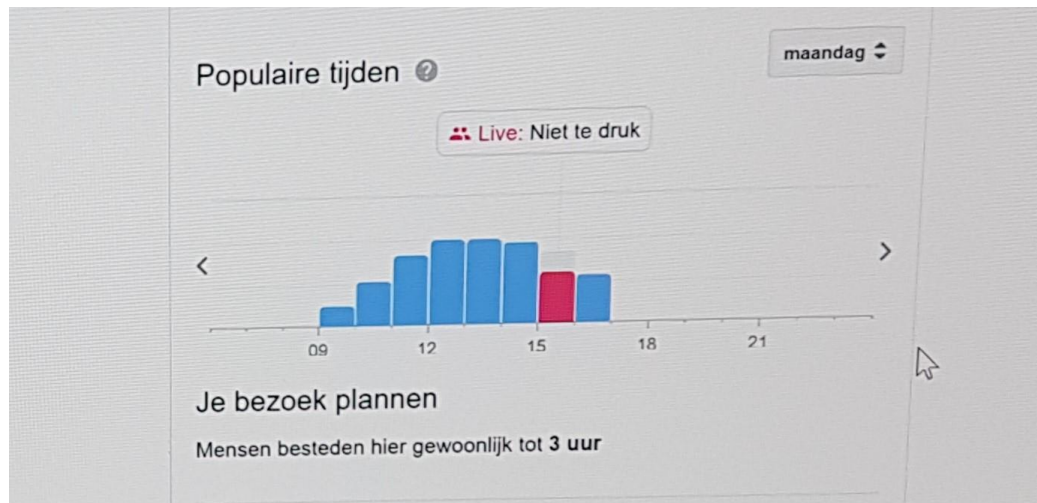 Populaire tijden
maandag
Live: Niet te druk
09 12 15 18 21
Je bezoek plannen
Mensen besteden hier gewoonlijk tot 3 uur